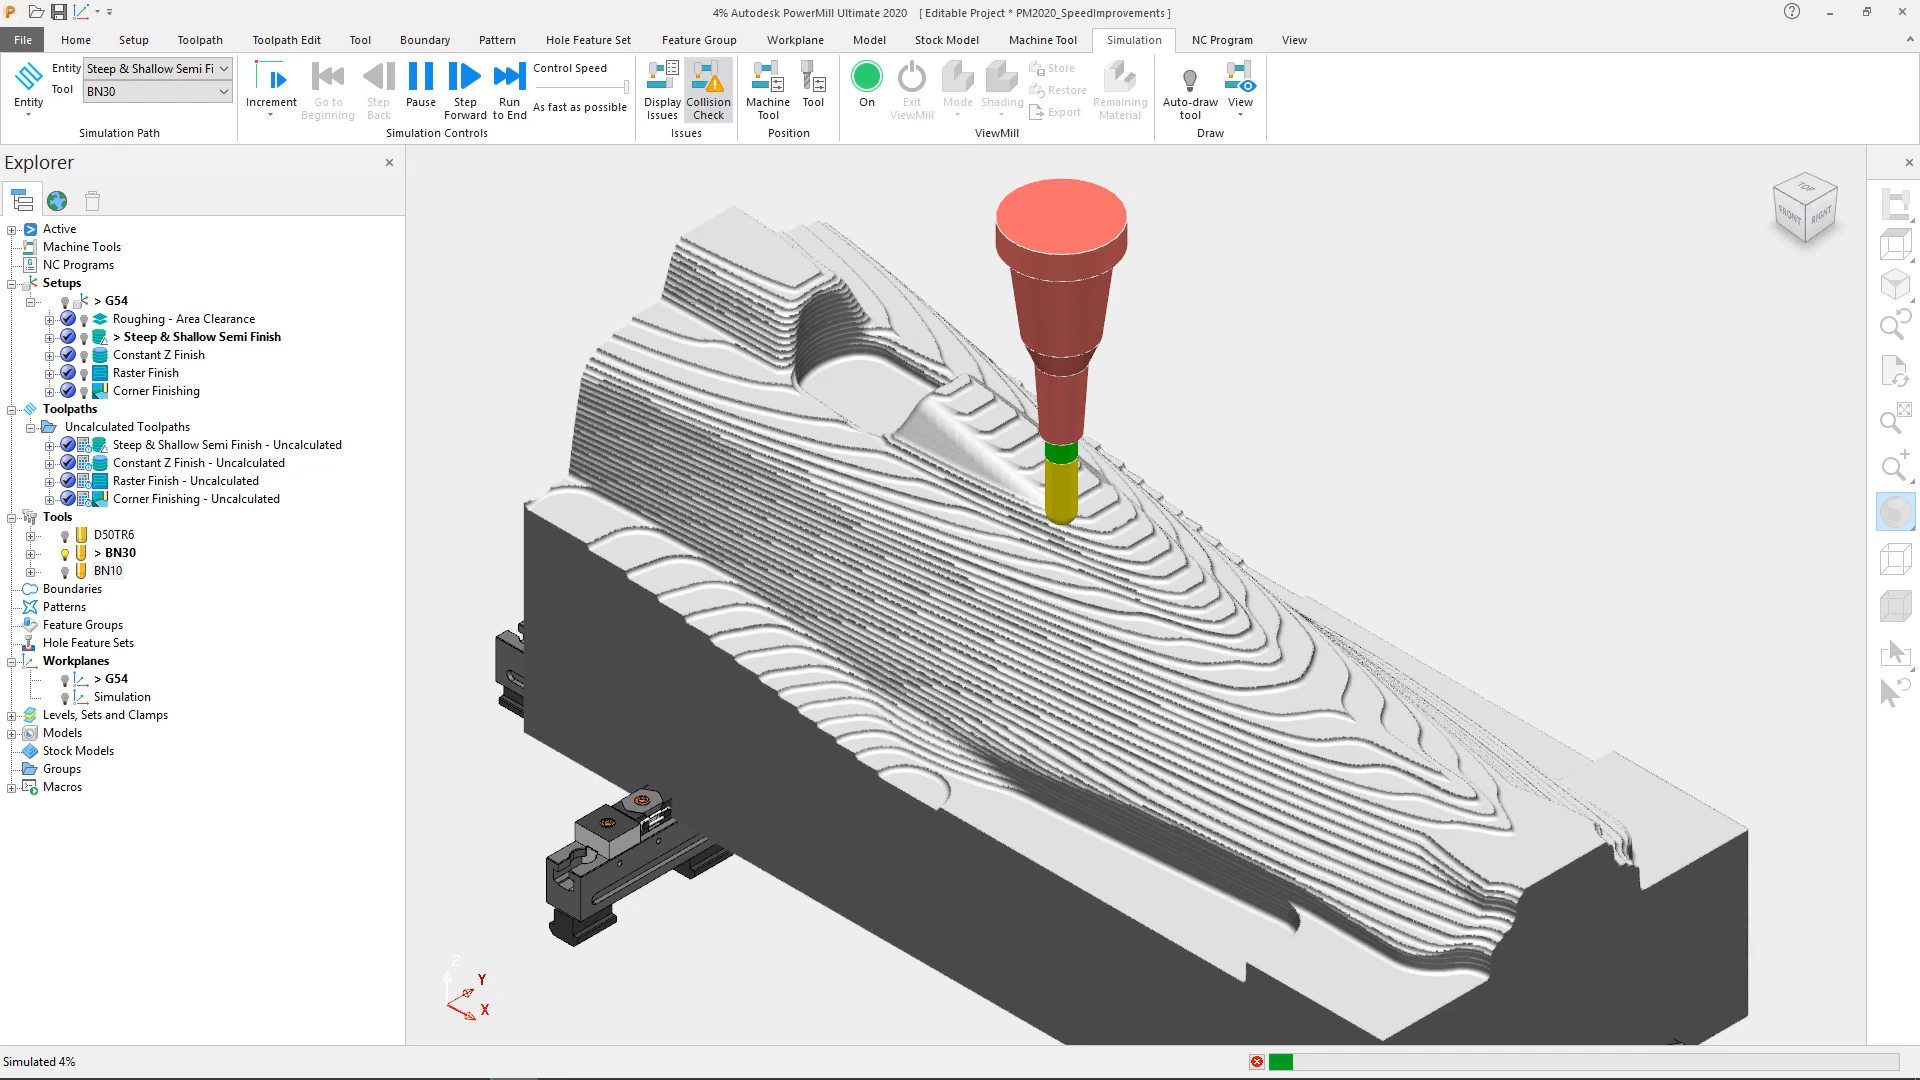 4% Autodesk PowerMill Ultimate 2020 [ Editable Project * PM2020_SpeedImprovements ]
File Home Setup Toolpath Toolpath Edit Tool Boundary Pattern Hole Feature Set Feature Group Workplane Model Stock Model Machine Tool Simulation NC Program View
Entity
Entity Steep & Shallow Semi Fi
Tool BN30
Simulation Path
Increment
Go to Beginning
Step Back
Pause
Step Forward
Run to End
Control Speed
As fast as possible
Simulation Controls
Display Issues
Collision Check
Issues
Machine Tool
Tool
Position
On
Exit ViewMill
Mode
Shading
Store
Restore
Export
Remaining Material
ViewMill
Auto-draw tool
View
Draw
Explorer
Active
Machine Tools
NC Programs
Setups
> G54
Roughing - Area Clearance
> Steep & Shallow Semi Finish
Constant Z Finish
Raster Finish
Corner Finishing
Toolpaths
Uncalculated Toolpaths
Steep & Shallow Semi Finish - Uncalculated
Constant Z Finish - Uncalculated
Raster Finish - Uncalculated
Corner Finishing - Uncalculated
Tools
D50TR6
> BN30
BN10
Boundaries
Patterns
Feature Groups
Hole Feature Sets
Workplanes
> G54
Simulation
Levels, Sets and Clamps
Models
Stock Models
Groups
Macros
TOP
FRONT RIGHT
Z
Y
X
Simulated 4%